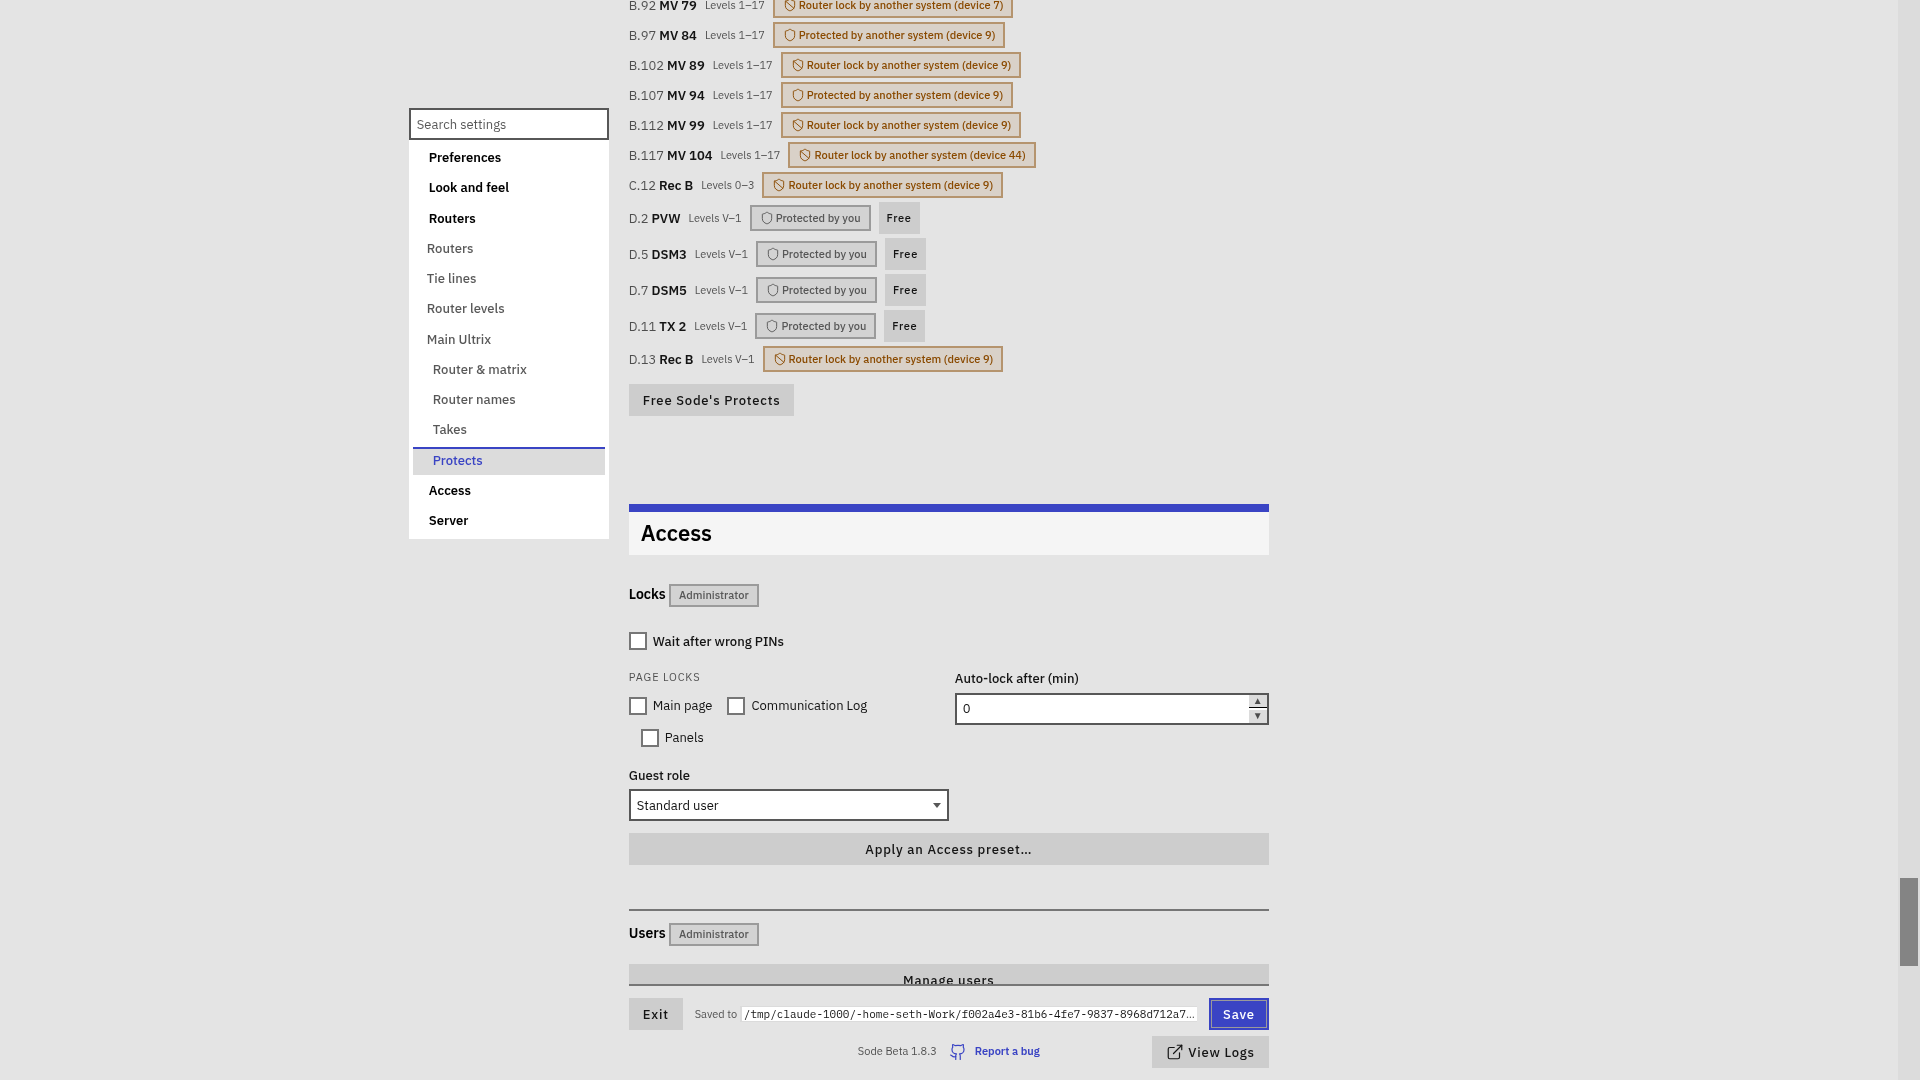 B.92 MV 79 Levels 1–17 Router lock by another system (device 7)
B.97 MV 84 Levels 1–17 Protected by another system (device 9)
B.102 MV 89 Levels 1–17 Router lock by another system (device 9)
B.107 MV 94 Levels 1–17 Protected by another system (device 9)
B.112 MV 99 Levels 1–17 Router lock by another system (device 9)
B.117 MV 104 Levels 1–17 Router lock by another system (device 44)
C.12 Rec B Levels 0–3 Router lock by another system (device 9)
D.2 PVW Levels V–1 Protected by you Free
D.5 DSM3 Levels V–1 Protected by you Free
D.7 DSM5 Levels V–1 Protected by you Free
D.11 TX 2 Levels V–1 Protected by you Free
D.13 Rec B Levels V–1 Router lock by another system (device 9)
Free Sode's Protects
Search settings
Preferences
Look and feel
Routers
Routers
Tie lines
Router levels
Main Ultrix
Router & matrix
Router names
Takes
Protects
Access
Server
Access
Locks Administrator
Wait after wrong PINs
PAGE LOCKS
Main page Communication Log
Panels
Auto-lock after (min)
0
Guest role
Standard user
Apply an Access preset…
Users Administrator
Manage users
Exit Saved to /tmp/claude-1000/-home-seth-Work/f002a4e3-81b6-4fe7-9837-8968d712a7… Save
Sode Beta 1.8.3 Report a bug View Logs